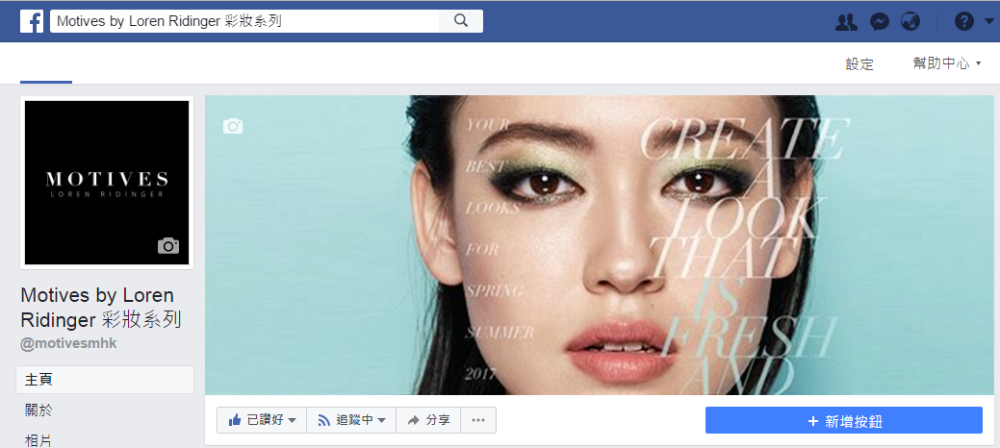 Motives by Loren Ridinger 彩妝系列
設定
幫助中心
MOTIVES
LOREN RIDINGER
Motives by Loren
Ridinger 彩妝系列
@motivesmhk
主頁
關於
相片
YOUR
BEST
LOOKS
FOR
SPRING
SUMMER
2017
CREATE
A
LOOK
THAT
IS
FRESH
AND
已讚好
追蹤中
分享
+ 新增按鈕